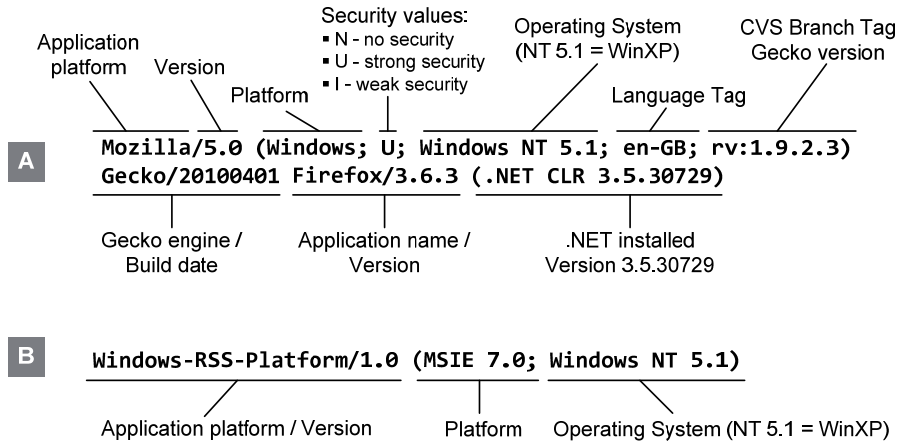 Security values:
▪ N - no security
▪ U - strong security
▪ I - weak security
Operating System
(NT 5.1 = WinXP)
CVS Branch Tag
Gecko version
Application
platform
Version
Platform
Language Tag
A
Mozilla/5.0 (Windows; U; Windows NT 5.1; en-GB; rv:1.9.2.3)
Gecko/20100401 Firefox/3.6.3 (.NET CLR 3.5.30729)
Gecko engine /
Build date
Application name /
Version
.NET installed
Version 3.5.30729
B
Windows-RSS-Platform/1.0 (MSIE 7.0; Windows NT 5.1)
Application platform / Version
Platform
Operating System (NT 5.1 = WinXP)